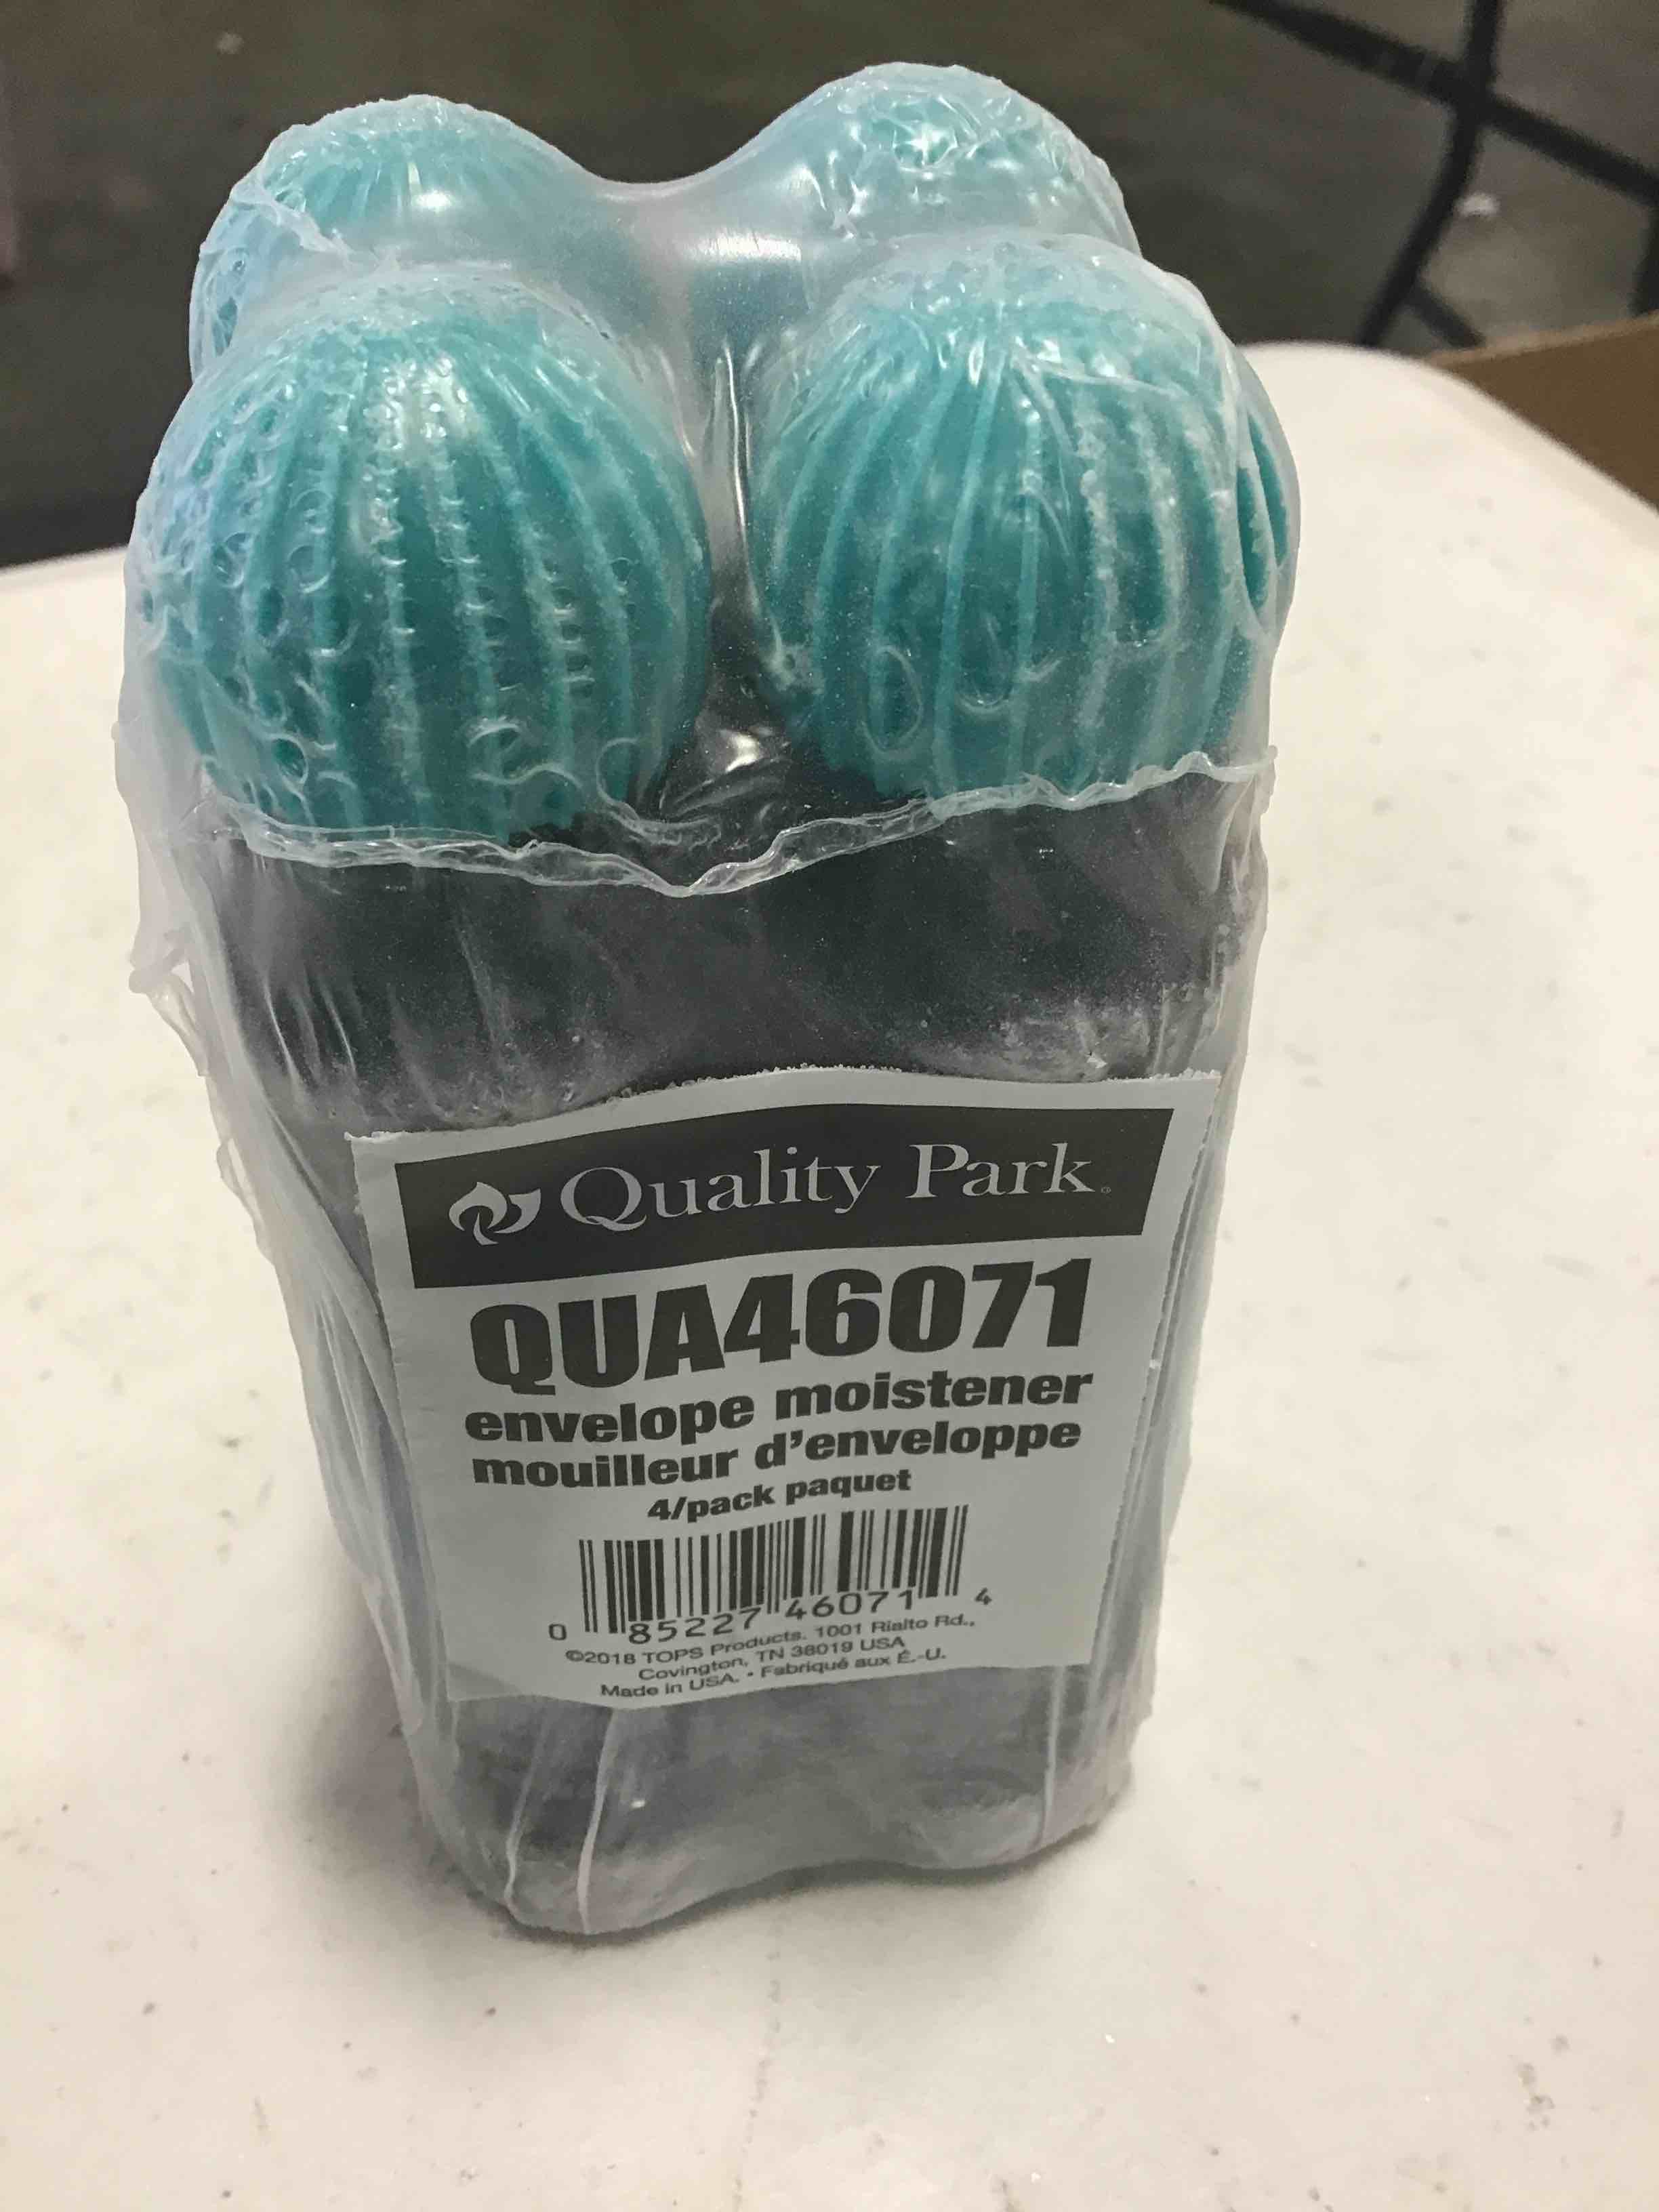 Quality Park®
QUA46071
envelope moistener
mouilleur d'enveloppe
4/pack paquet
0 85227 46071 4
©2018 TOPS Products. 1001 Rialto Rd.,
Covington, TN 38019 USA
Made in USA. • Fabriqué aux É.-U.